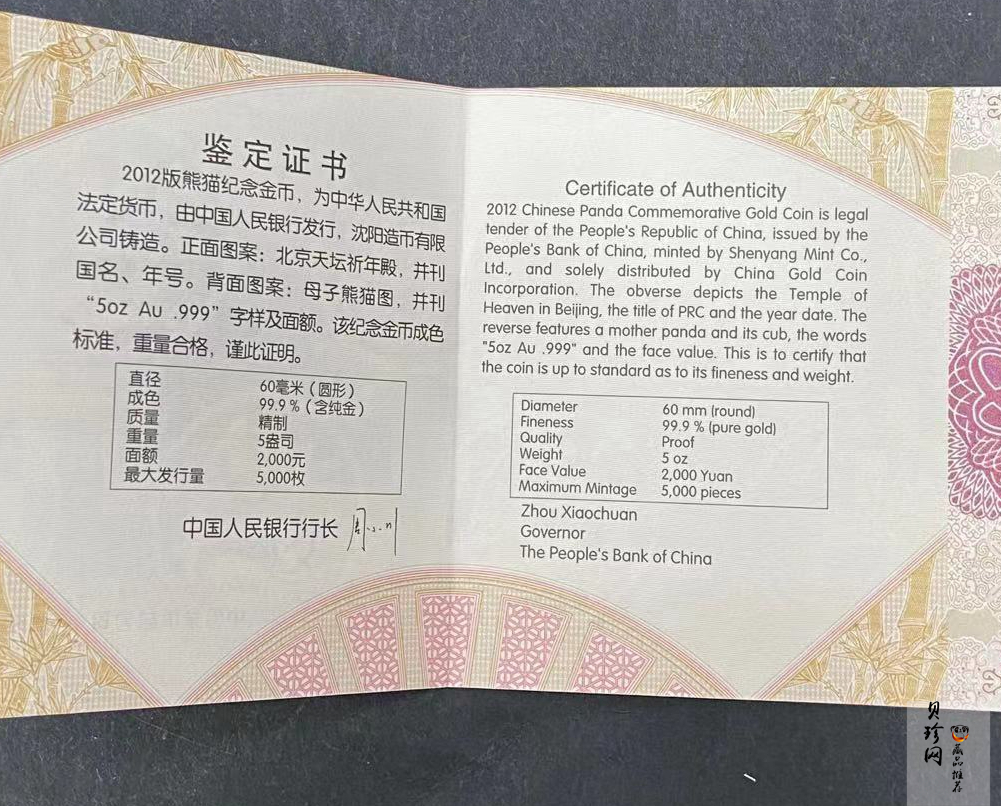 鉴定证书
2012版熊猫纪念金币，为中华人民共和国
法定货币，由中国人民银行发行，沈阳造币有限
公司铸造。正面图案：北京天坛祈年殿，并刊
国名、年号。背面图案：母子熊猫图，并刊
“5oz Au .999”字样及面额。该纪念金币成色
标准，重量合格，谨此证明。
直径 60毫米（圆形）
成色 99.9%（含纯金）
质量 精制
重量 5盎司
面额 2,000元
最大发行量 5,000枚
中国人民银行行长
Certificate of Authenticity
2012 Chinese Panda Commemorative Gold Coin is legal
tender of the People's Republic of China, issued by the
People's Bank of China, minted by Shenyang Mint Co.,
Ltd., and solely distributed by China Gold Coin
Incorporation. The obverse depicts the Temple of
Heaven in Beijing, the title of PRC and the year date. The
reverse features a mother panda and its cub, the words
"5oz Au .999" and the face value. This is to certify that
the coin is up to standard as to its fineness and weight.
Diameter 60 mm (round)
Fineness 99.9 % (pure gold)
Quality Proof
Weight 5 oz
Face Value 2,000 Yuan
Maximum Mintage 5,000 pieces
Zhou Xiaochuan
Governor
The People's Bank of China
贝珍网
藏品推荐